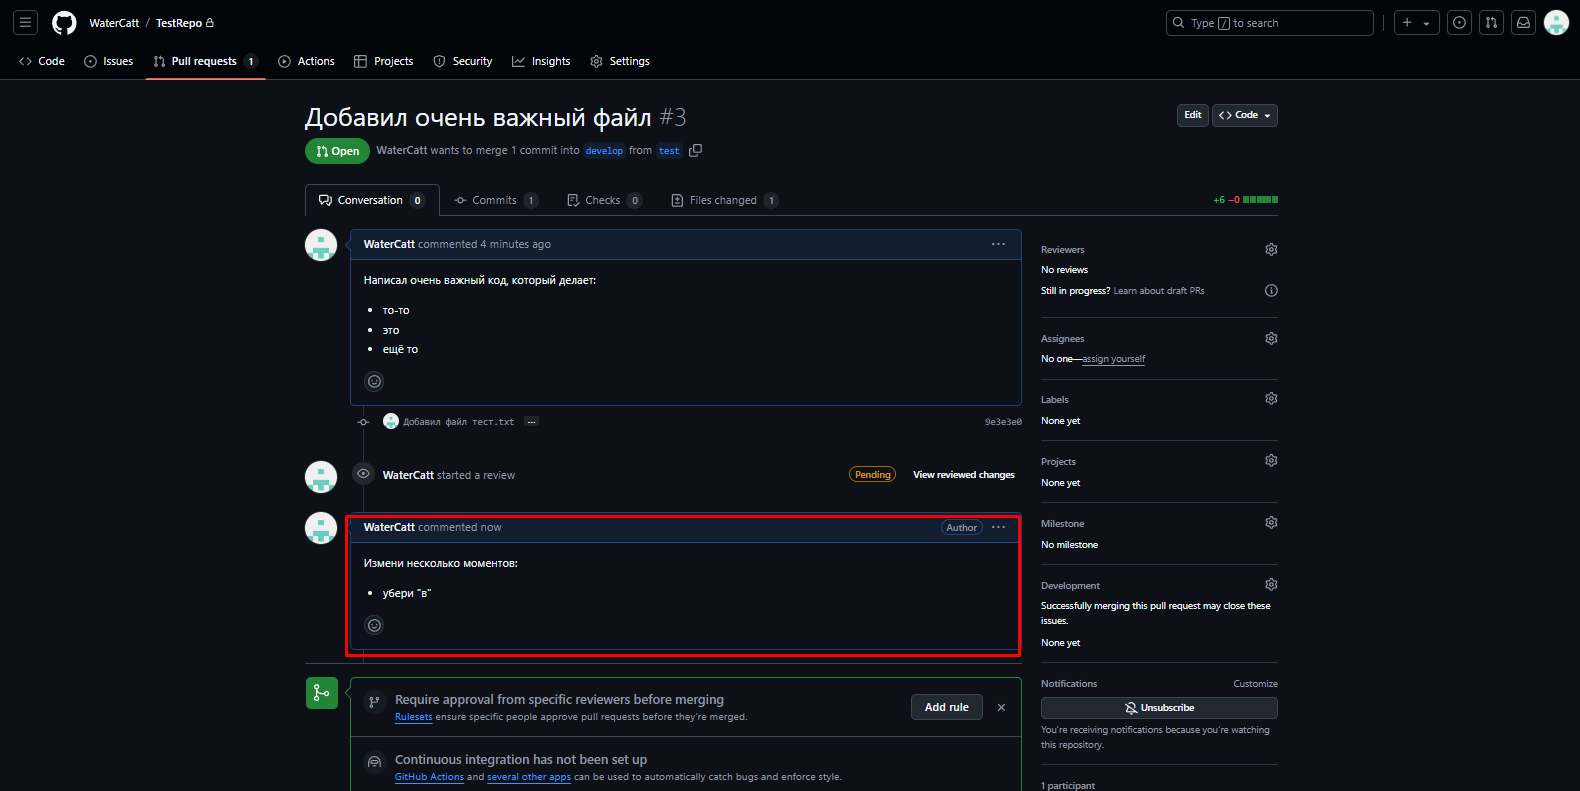 WaterCatt / TestRepo
Type / to search
Code
Issues
Pull requests 1
Actions
Projects
Security
Insights
Settings
Добавил очень важный файл #3
Edit
Code
Open
WaterCatt wants to merge 1 commit into develop from test
Conversation 0
Commits 1
Checks 0
Files changed 1
+6 −0
WaterCatt commented 4 minutes ago
Написал очень важный код, который делает:
то-то
это
ещё то
Добавил файл тест.txt
9e3e3e0
WaterCatt started a review
Pending
View reviewed changes
WaterCatt commented now
Author
Измени несколько моментов:
убери "в"
Require approval from specific reviewers before merging
Rulesets ensure specific people approve pull requests before they're merged.
Add rule
Continuous integration has not been set up
GitHub Actions and several other apps can be used to automatically catch bugs and enforce style.
Reviewers
No reviews
Still in progress? Learn about draft PRs
Assignees
No one—assign yourself
Labels
None yet
Projects
None yet
Milestone
No milestone
Development
Successfully merging this pull request may close these
issues.
None yet
Notifications
Customize
Unsubscribe
You're receiving notifications because you're watching
this repository.
1 participant